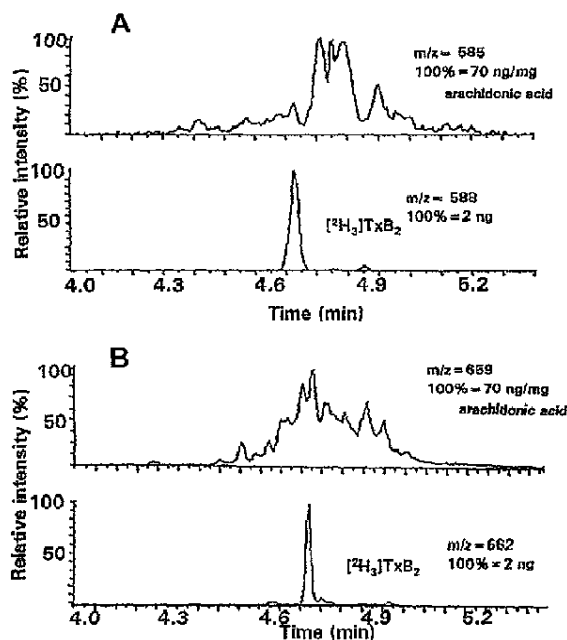 A
Relative intensity (%)
100
50
m/z= 585
100%=70 ng/mg
arachidonic acid
100
50
[²H₃]TxB₂
m/z= 588
100%=2 ng
4.0 4.3 4.6 4.9 5.2
Time (min)
B
Relative intensity (%)
100
50
m/z=659
100%=70 ng/mg
arachidonic acid
100
50
[²H₃]TxB₂
m/z=662
100%=2 ng
4.0 4.3 4.6 4.9 5.2
Time (min)